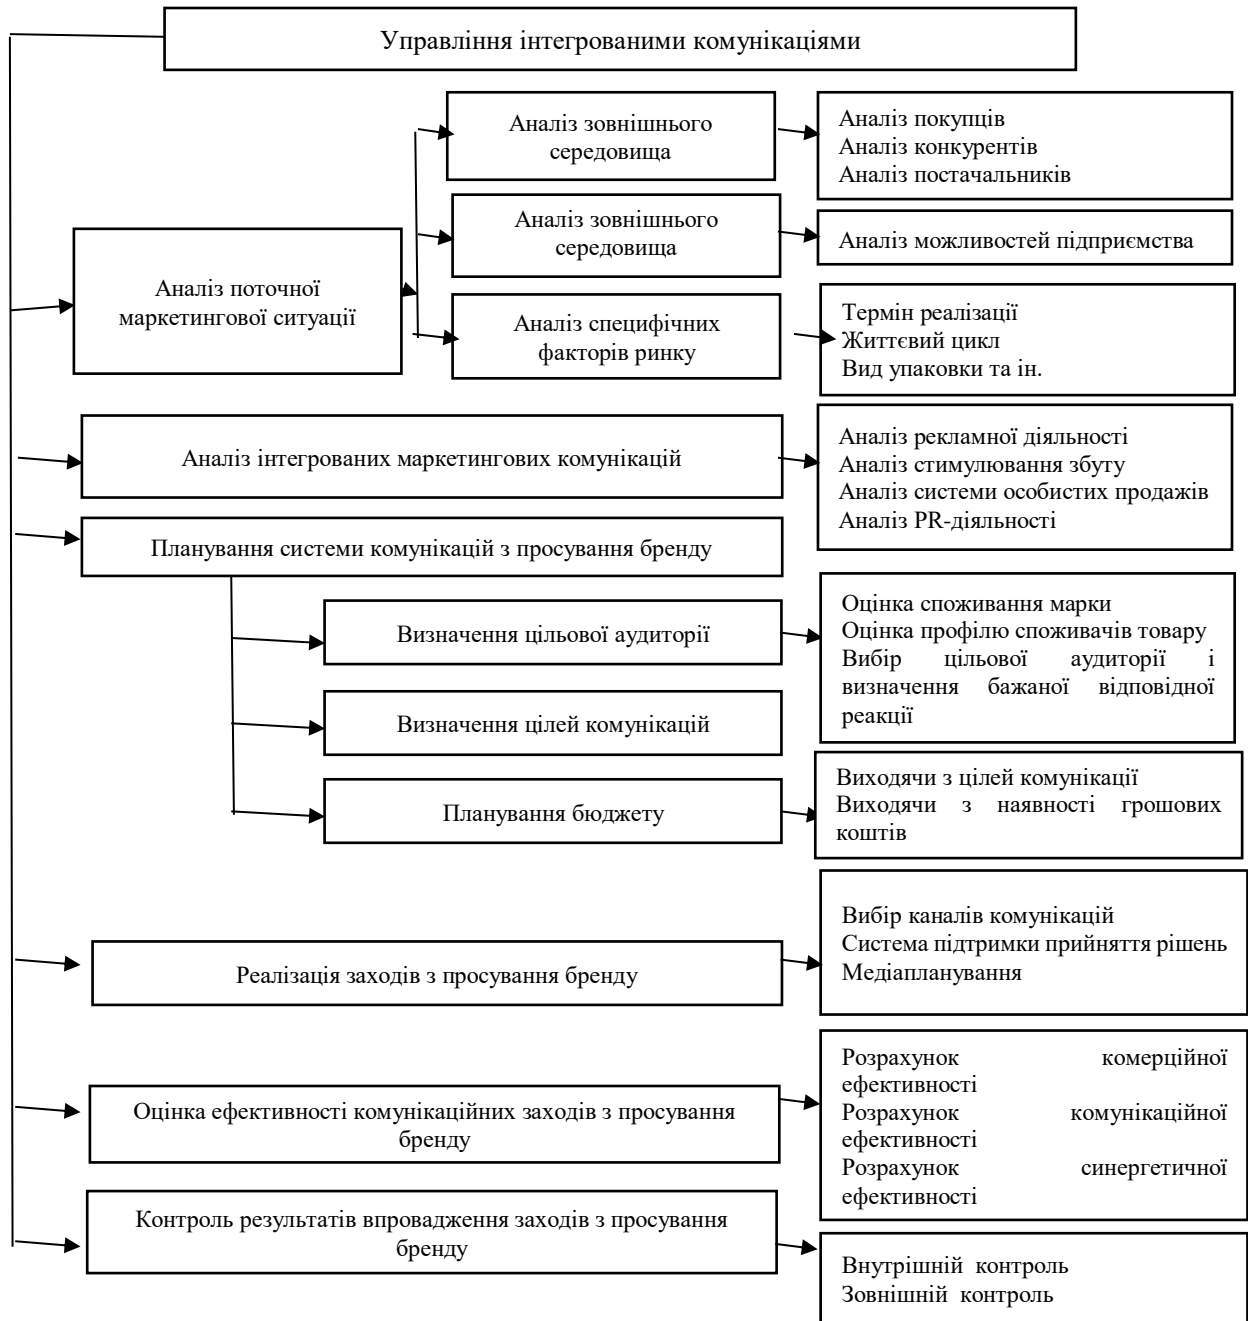 Управління інтегрованими комунікаціями
Аналіз зовнішнього
середовища
Аналіз покупців
Аналіз конкурентів
Аналіз постачальників
Аналіз зовнішнього
середовища
Аналіз можливостей підприємства
Аналіз поточної
маркетингової ситуації
Аналіз специфічних
факторів ринку
Термін реалізації
Життєвий цикл
Вид упаковки та ін.
Аналіз інтегрованих маркетингових комунікацій
Аналіз рекламної діяльності
Аналіз стимулювання збуту
Аналіз системи особистих продажів
Аналіз PR-діяльності
Планування системи комунікацій з просування бренду
Визначення цільової аудиторії
Оцінка споживання марки
Оцінка профілю споживачів товару
Вибір цільової аудиторії і
визначення бажаної відповідної
реакції
Визначення цілей комунікацій
Планування бюджету
Виходячи з цілей комунікації
Виходячи з наявності грошових
коштів
Реалізація заходів з просування бренду
Вибір каналів комунікацій
Система підтримки прийняття рішень
Медіапланування
Оцінка ефективності комунікаційних заходів з просування
бренду
Розрахунок комерційної
ефективності
Розрахунок комунікаційної
ефективності
Розрахунок синергетичної
ефективності
Контроль результатів впровадження заходів з просування
бренду
Внутрішній контроль
Зовнішній контроль